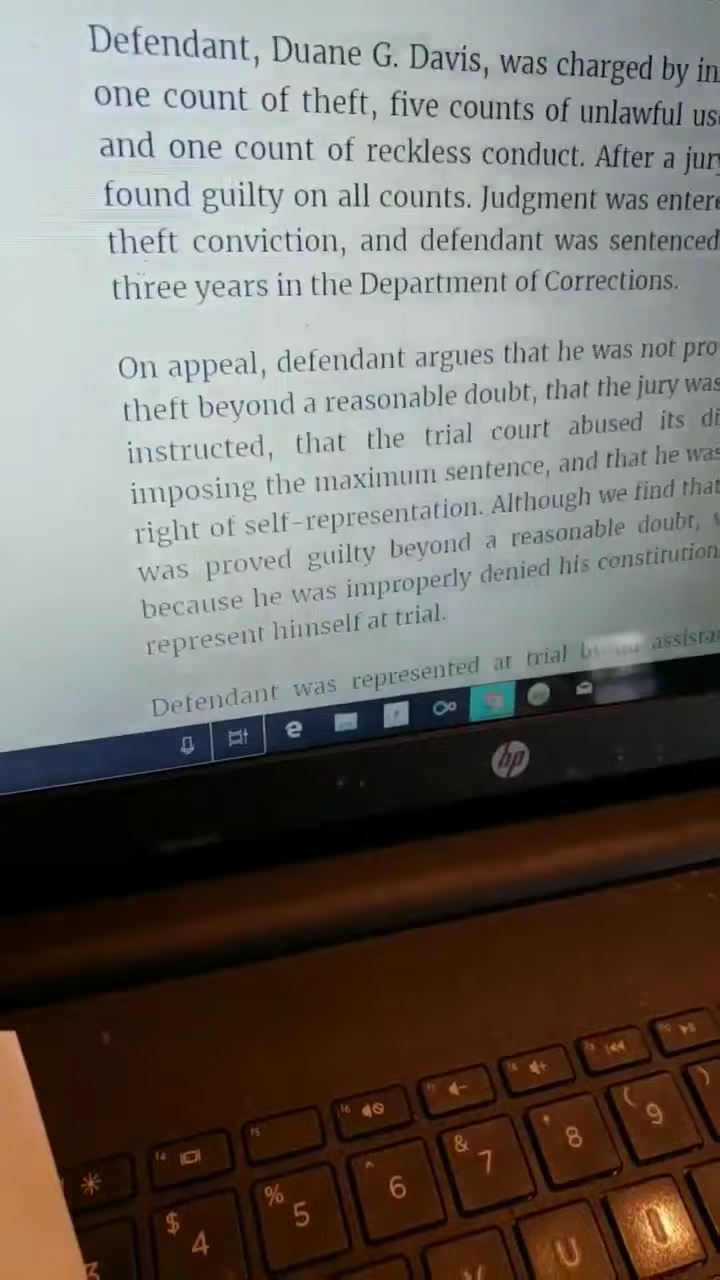 Defendant, Duane G. Davis, was charged by in
one count of theft, five counts of unlawful us
and one count of reckless conduct. After a jur
found guilty on all counts. Judgment was entere
theft conviction, and defendant was sentenced
three years in the Department of Corrections.
On appeal, defendant argues that he was not pro
theft beyond a reasonable doubt, that the jury was
instructed, that the trial court abused its di
imposing the maximum sentence, and that he was
right of self-representation. Although we find that
was proved guilty beyond a reasonable doubt,
because he was improperly denied his constitution
represent himself at trial.
Defendant was represented at trial assista
hp
& 7
* 8
( 9
)
^ 6
% 5
$ 4
3
U